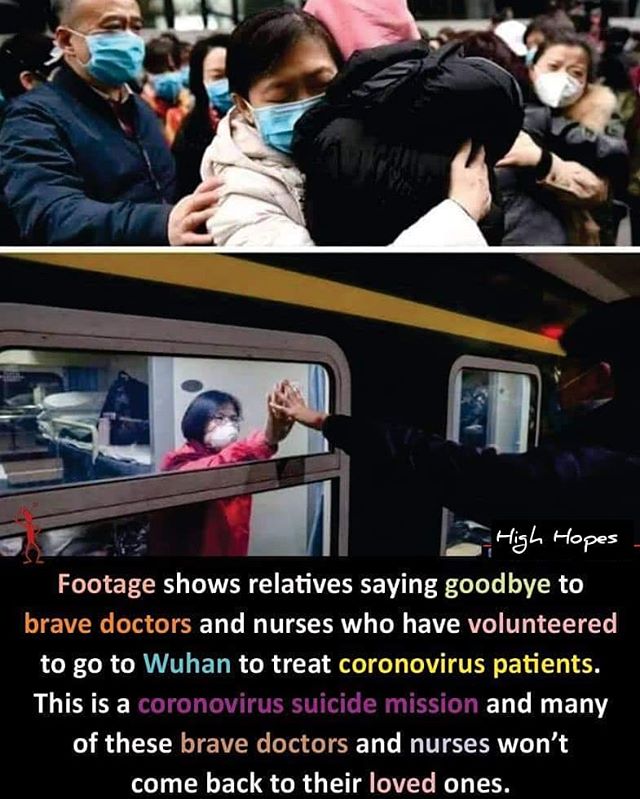 High Hopes
Footage shows relatives saying goodbye to
brave doctors and nurses who have volunteered
to go to Wuhan to treat coronovirus patients.
This is a coronovirus suicide mission and many
of these brave doctors and nurses won't
come back to their loved ones.